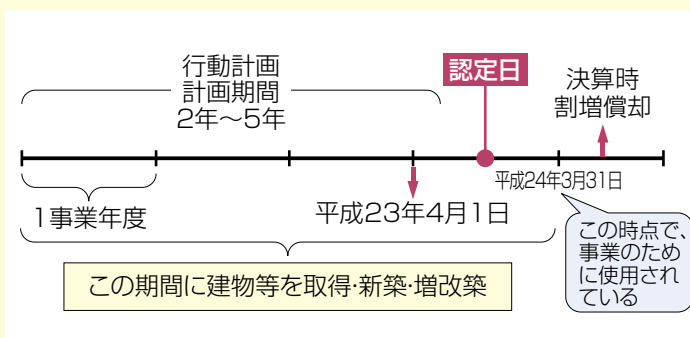 行動計画
計画期間
2年～5年
認定日
決算時
割増償却
平成24年3月31日
1事業年度
平成23年4月1日
この時点で、
事業のため
に使用され
ている
この期間に建物等を取得・新築・増改築